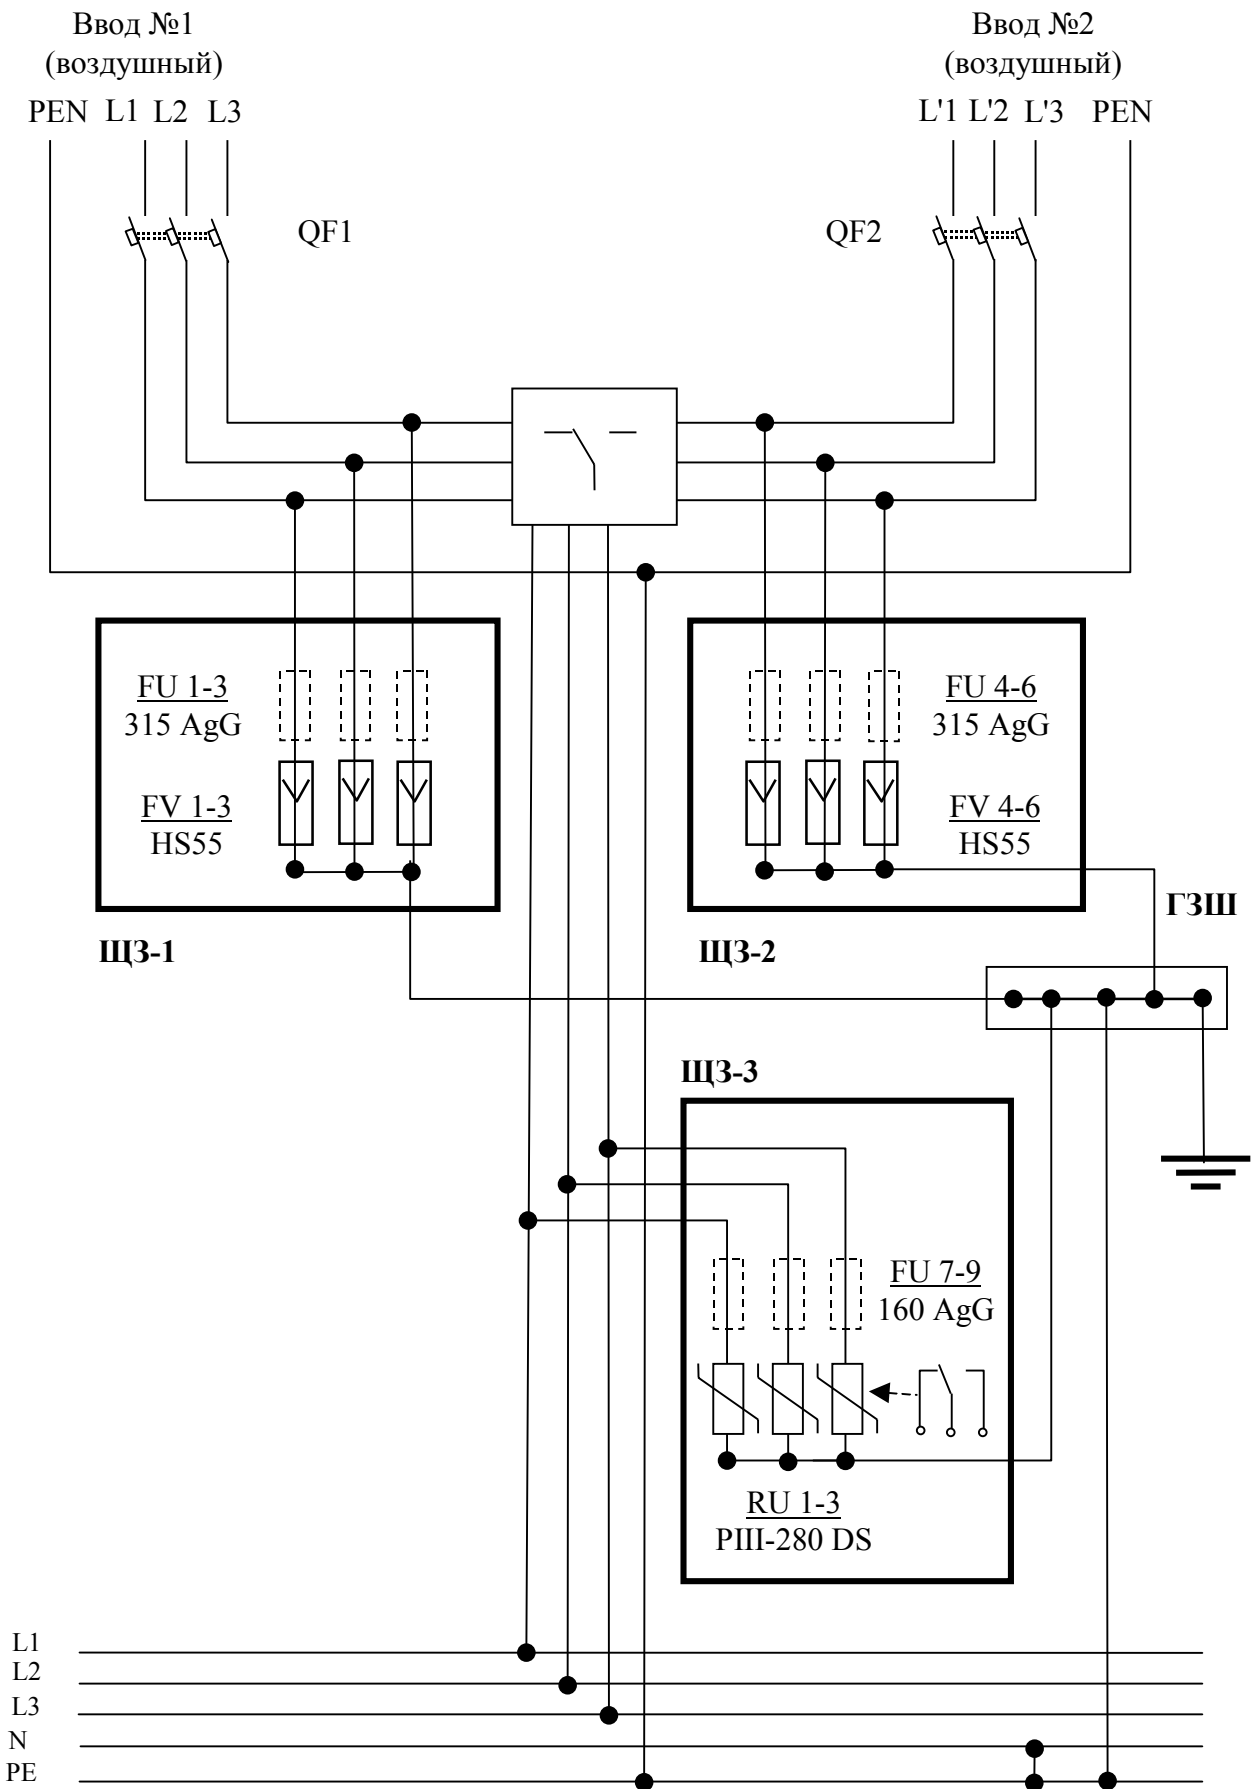 Ввод №1
(воздушный)
Ввод №2
(воздушный)
PEN L1 L2 L3
L'1 L'2 L'3 PEN
QF1
QF2
FU 1-3
315 AgG
FV 1-3
HS55
FU 4-6
315 AgG
FV 4-6
HS55
ГЗШ
ЩЗ-1
ЩЗ-2
ЩЗ-3
FU 7-9
160 AgG
RU 1-3
PIII-280 DS
L1
L2
L3
N
PE